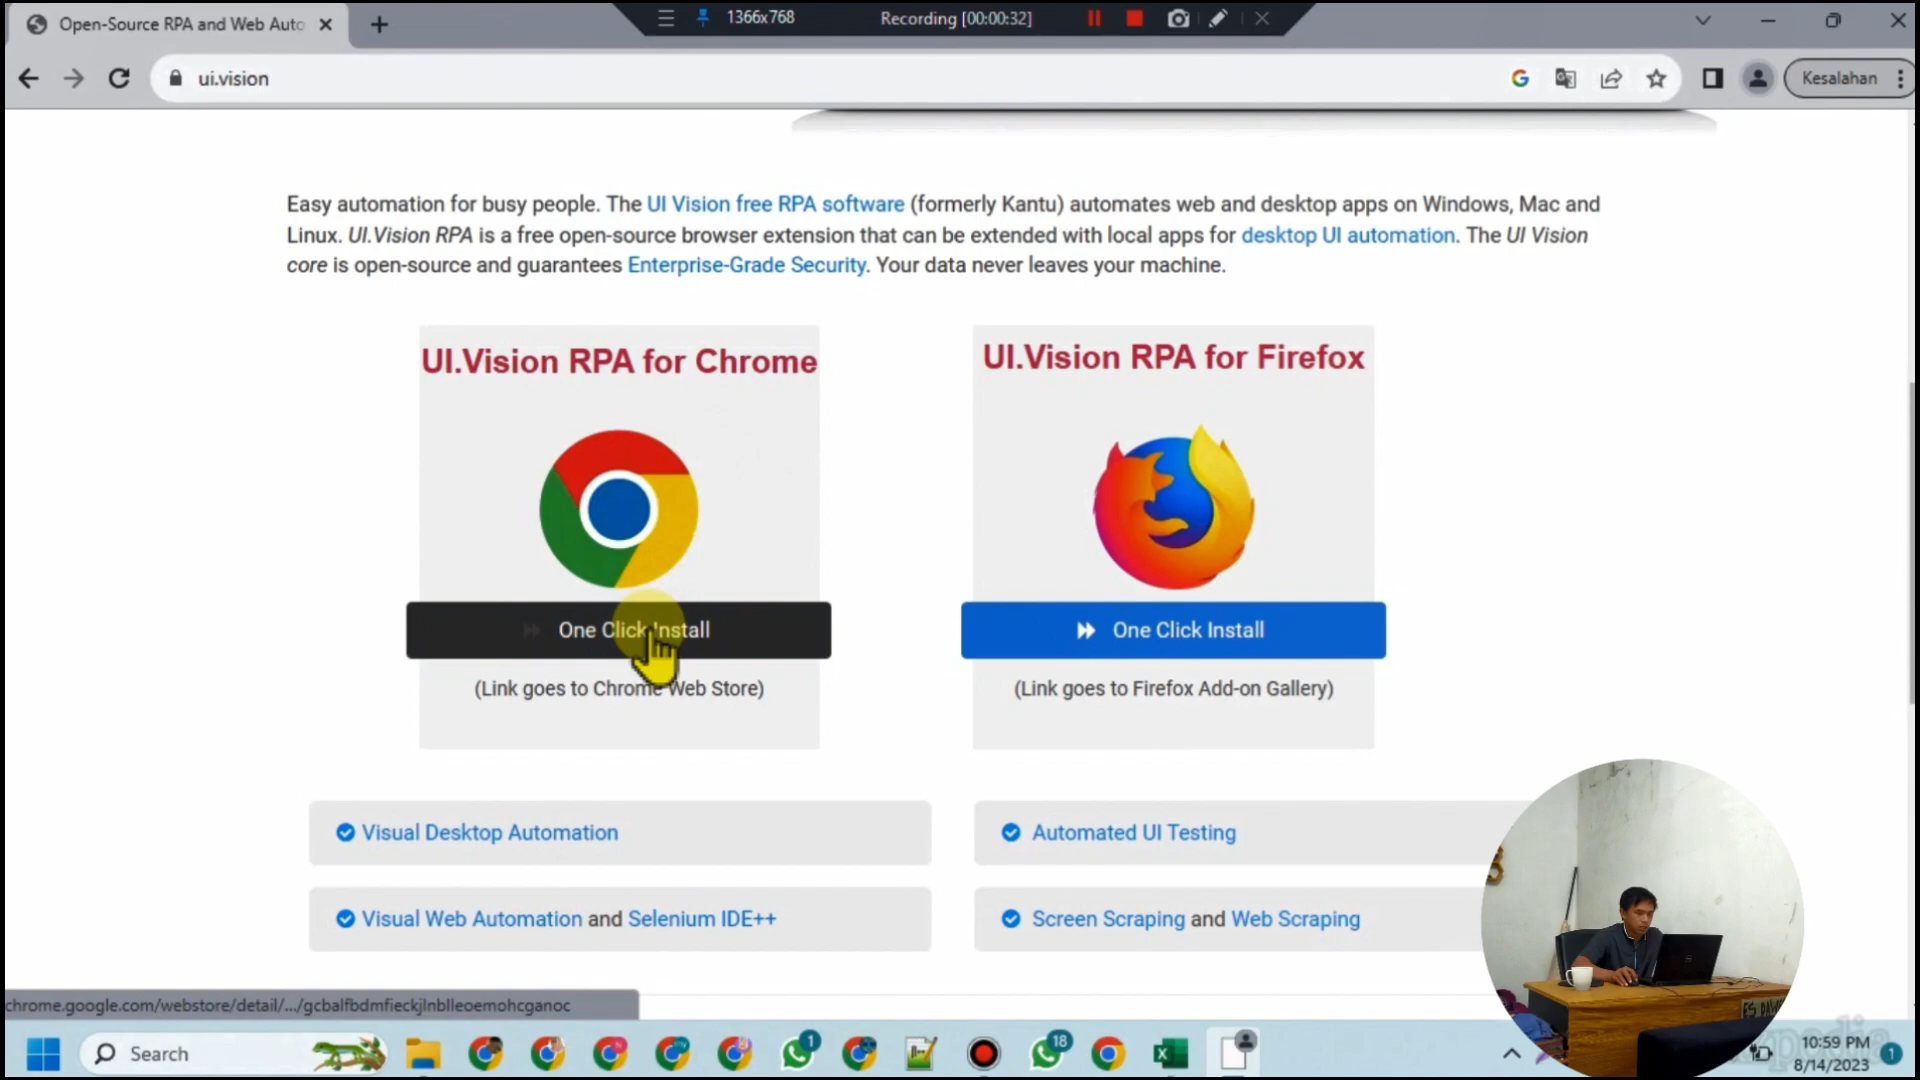 1366x768
Recording [00:00:32]
Open-Source RPA and Web Auto
ui.vision
Kesalahan
Easy automation for busy people. The UI Vision free RPA software (formerly Kantu) automates web and desktop apps on Windows, Mac and
Linux. UI.Vision RPA is a free open-source browser extension that can be extended with local apps for desktop UI automation. The UI Vision
core is open-source and guarantees Enterprise-Grade Security. Your data never leaves your machine.
UI.Vision RPA for Chrome
UI.Vision RPA for Firefox
One Click Install
One Click Install
(Link goes to Chrome Web Store)
(Link goes to Firefox Add-on Gallery)
Visual Desktop Automation
Automated UI Testing
Visual Web Automation and Selenium IDE++
Screen Scraping and Web Scraping
chrome.google.com/webstore/detail/.../gcbalfbdmfieckjlnblleoemohcganoc
Search
1
18
10:59 PM
8/14/2023
1